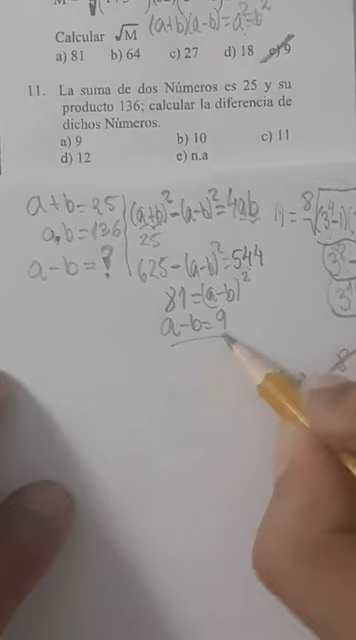 (a+b)(a-b)=a²-b²
Calcular √M
a) 81 b) 64 c) 27 d) 18 e) 9
11. La suma de dos Números es 25 y su
producto 136; calcular la diferencia de
dichos Números.
a) 9 b) 10 c) 11
d) 12 e) n.a
a+b=25
a.b=136
a-b=?
(a+b)²-(a-b)²=4ab
25
625-(a-b)²=544
81=(a-b)²
a-b=9